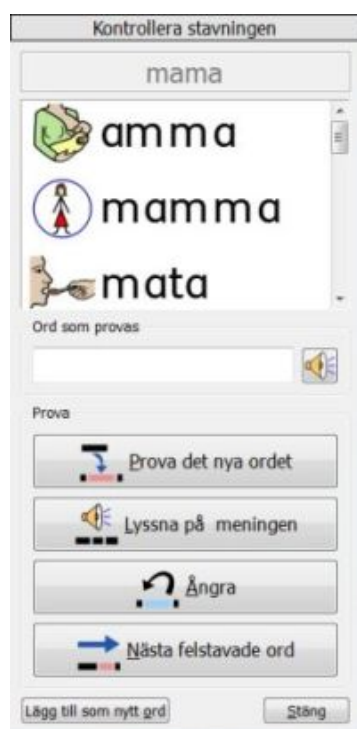 Kontrollera stavningen
mama
amma
mamma
mata
Ord som provas
Prova
Prova det nya ordet
Lyssna på meningen
Ångra
Nästa felstavade ord
Lägg till som nytt ord
Stäng